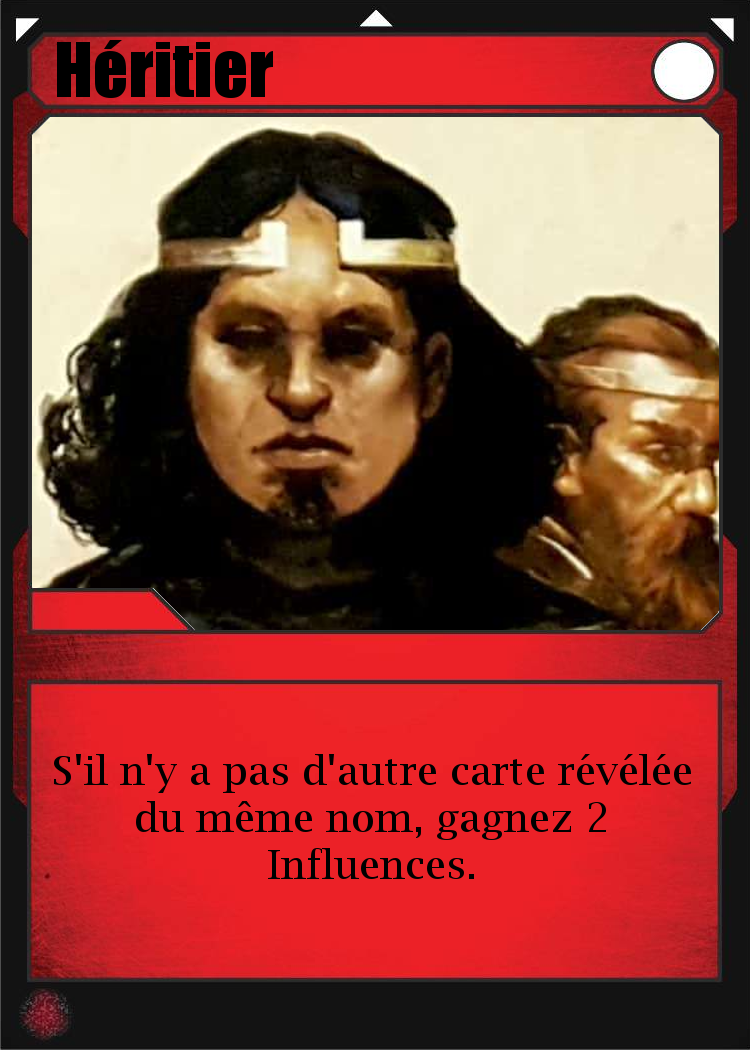 Héritier
S'il n'y a pas d'autre carte révélée
du même nom, gagnez 2
Influences.